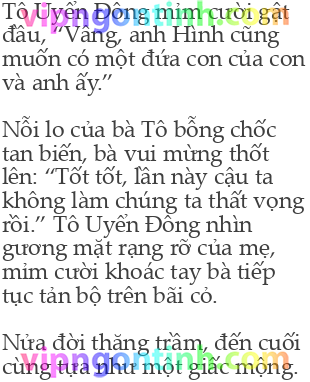 Tô Uyển Đông mỉm cười gật
đầu, “Vâng, anh Hình cũng
muốn có một đứa con của con
và anh ấy.”
Nỗi lo của bà Tô bỗng chốc
tan biến, bà vui mừng thốt
lên: “Tốt tốt, lần này cậu ta
không làm chúng ta thất vọng
rồi.” Tô Uyển Đông nhìn
gương mặt rạng rỡ của mẹ,
mỉm cười khoác tay bà tiếp
tục tản bộ trên bãi cỏ.
Nửa đời thăng trầm, đến cuối
cùng tựa như một giấc mộng.
vipngontinh.com
vipngontinh.com
vipngontinh.com